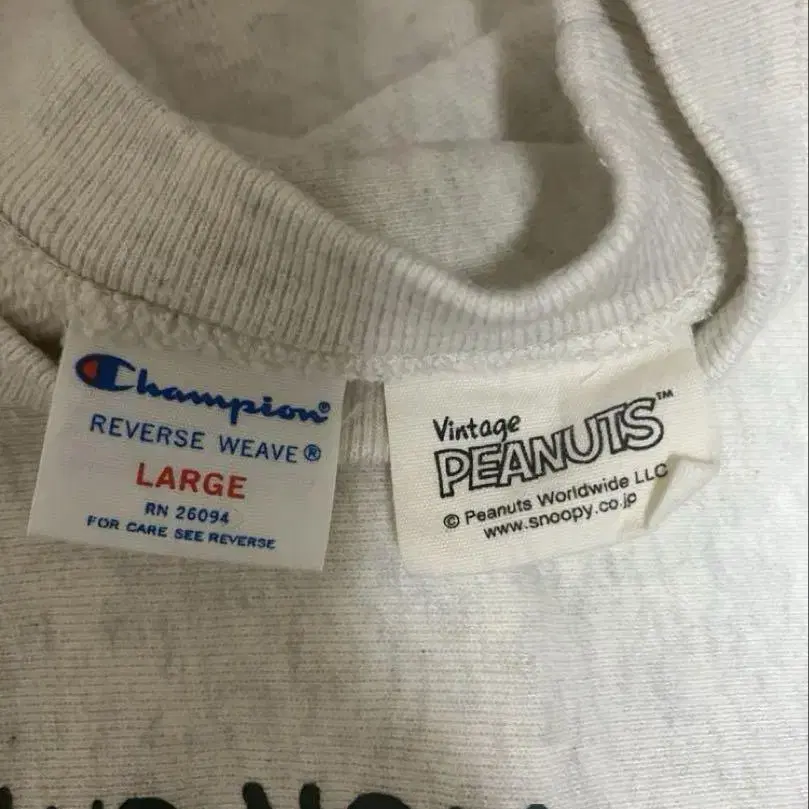 Champion®
REVERSE WEAVE®
LARGE
RN 26094
FOR CARE SEE REVERSE
Vintage
PEANUTS™
© Peanuts Worldwide LLC
www.snoopy.co.jp